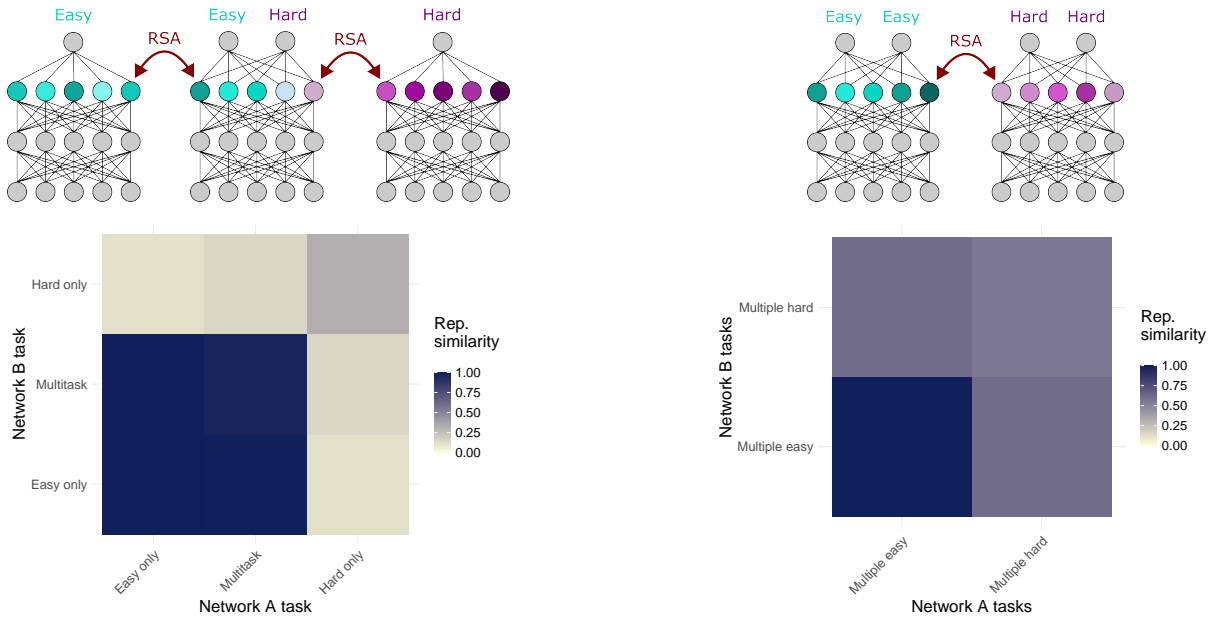 Easy
Easy Hard
Hard
RSA
RSA
Hard only
Multitask
Easy only
Network B task
Easy only
Multitask
Hard only
Network A task
Rep.
similarity
1.00
0.75
0.50
0.25
0.00
Easy Easy
Hard Hard
RSA
Multiple hard
Multiple easy
Network B tasks
Multiple easy
Multiple hard
Network A tasks
Rep.
similarity
1.00
0.75
0.50
0.25
0.00